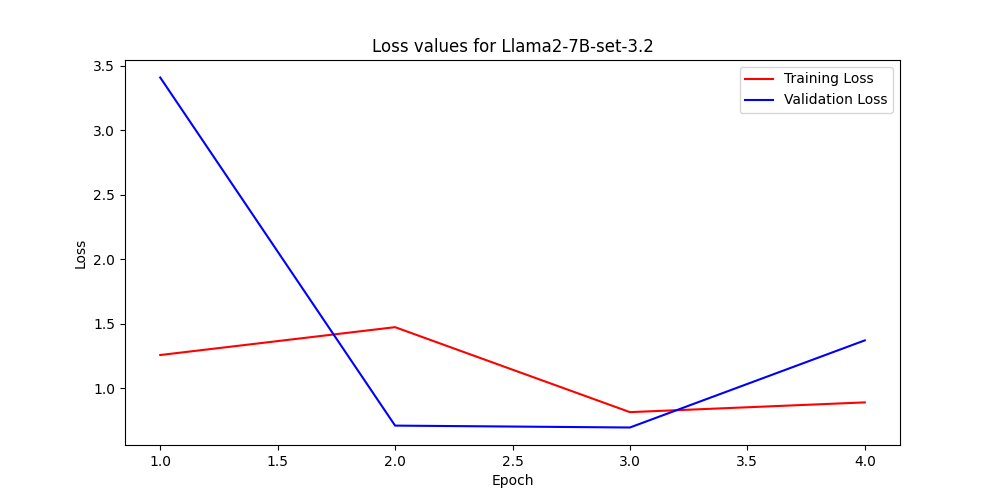 Loss values for Llama2-7B-set-3.2
Training Loss
Validation Loss
3.5
3.0
2.5
2.0
1.5
1.0
Loss
1.0 1.5 2.0 2.5 3.0 3.5 4.0
Epoch